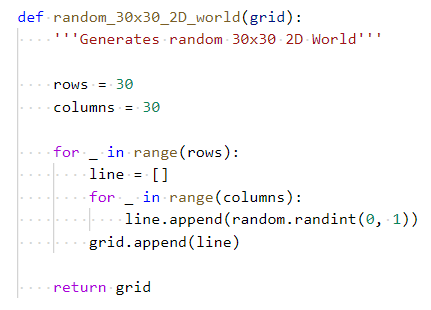 def random_30x30_2D_world(grid):
    '''Generates random 30x30 2D World'''

    rows = 30
    columns = 30

    for _ in range(rows):
        line = []
        for _ in range(columns):
            line.append(random.randint(0, 1))
        grid.append(line)

    return grid